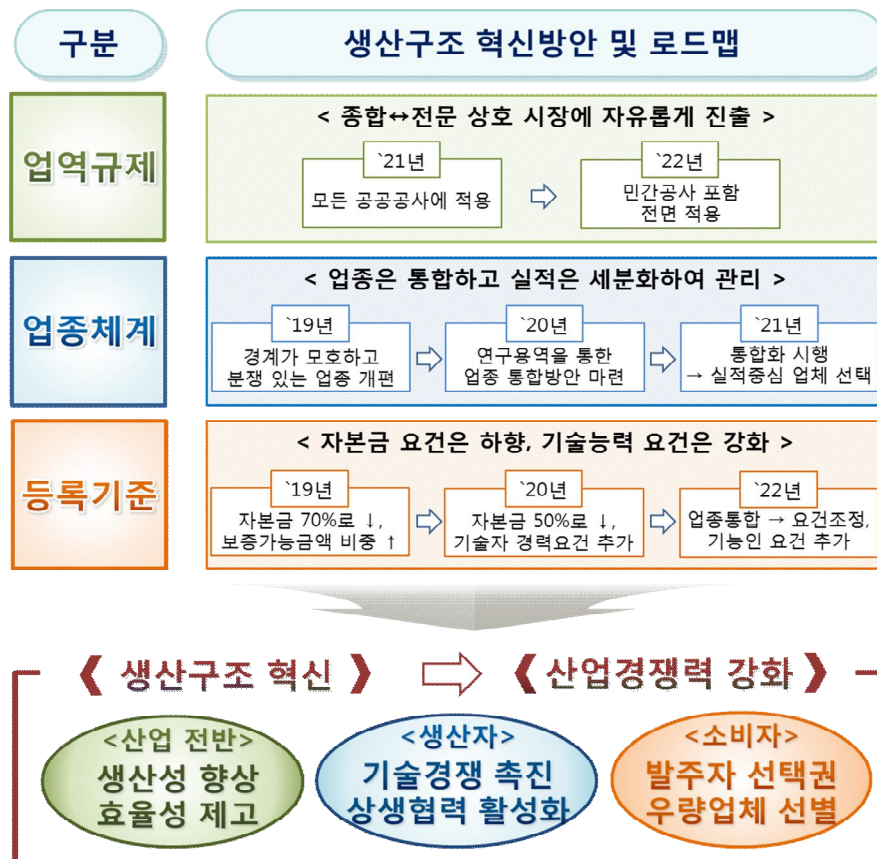 구분
생산구조 혁신방안 및 로드맵
업역규제
< 종합↔전문 상호 시장에 자유롭게 진출 >
`21년
모든 공공공사에 적용
`22년
민간공사 포함
전면 적용
업종체계
< 업종은 통합하고 실적은 세분화하여 관리 >
`19년
경계가 모호하고
분쟁 있는 업종 개편
`20년
연구용역을 통한
업종 통합방안 마련
`21년
통합화 시행
→ 실적중심 업체 선택
등록기준
< 자본금 요건은 하향, 기술능력 요건은 강화 >
`19년
자본금 70%로 ↓,
보증가능금액 비중 ↑
`20년
자본금 50%로 ↓,
기술자 경력요건 추가
`22년
업종통합 → 요건조정,
기능인 요건 추가
❰ 생산구조 혁신 ❱ ⇨ ❰ 산업경쟁력 강화 ❱
<산업 전반>
생산성 향상
효율성 제고
<생산자>
기술경쟁 촉진
상생협력 활성화
<소비자>
발주자 선택권
우량업체 선별